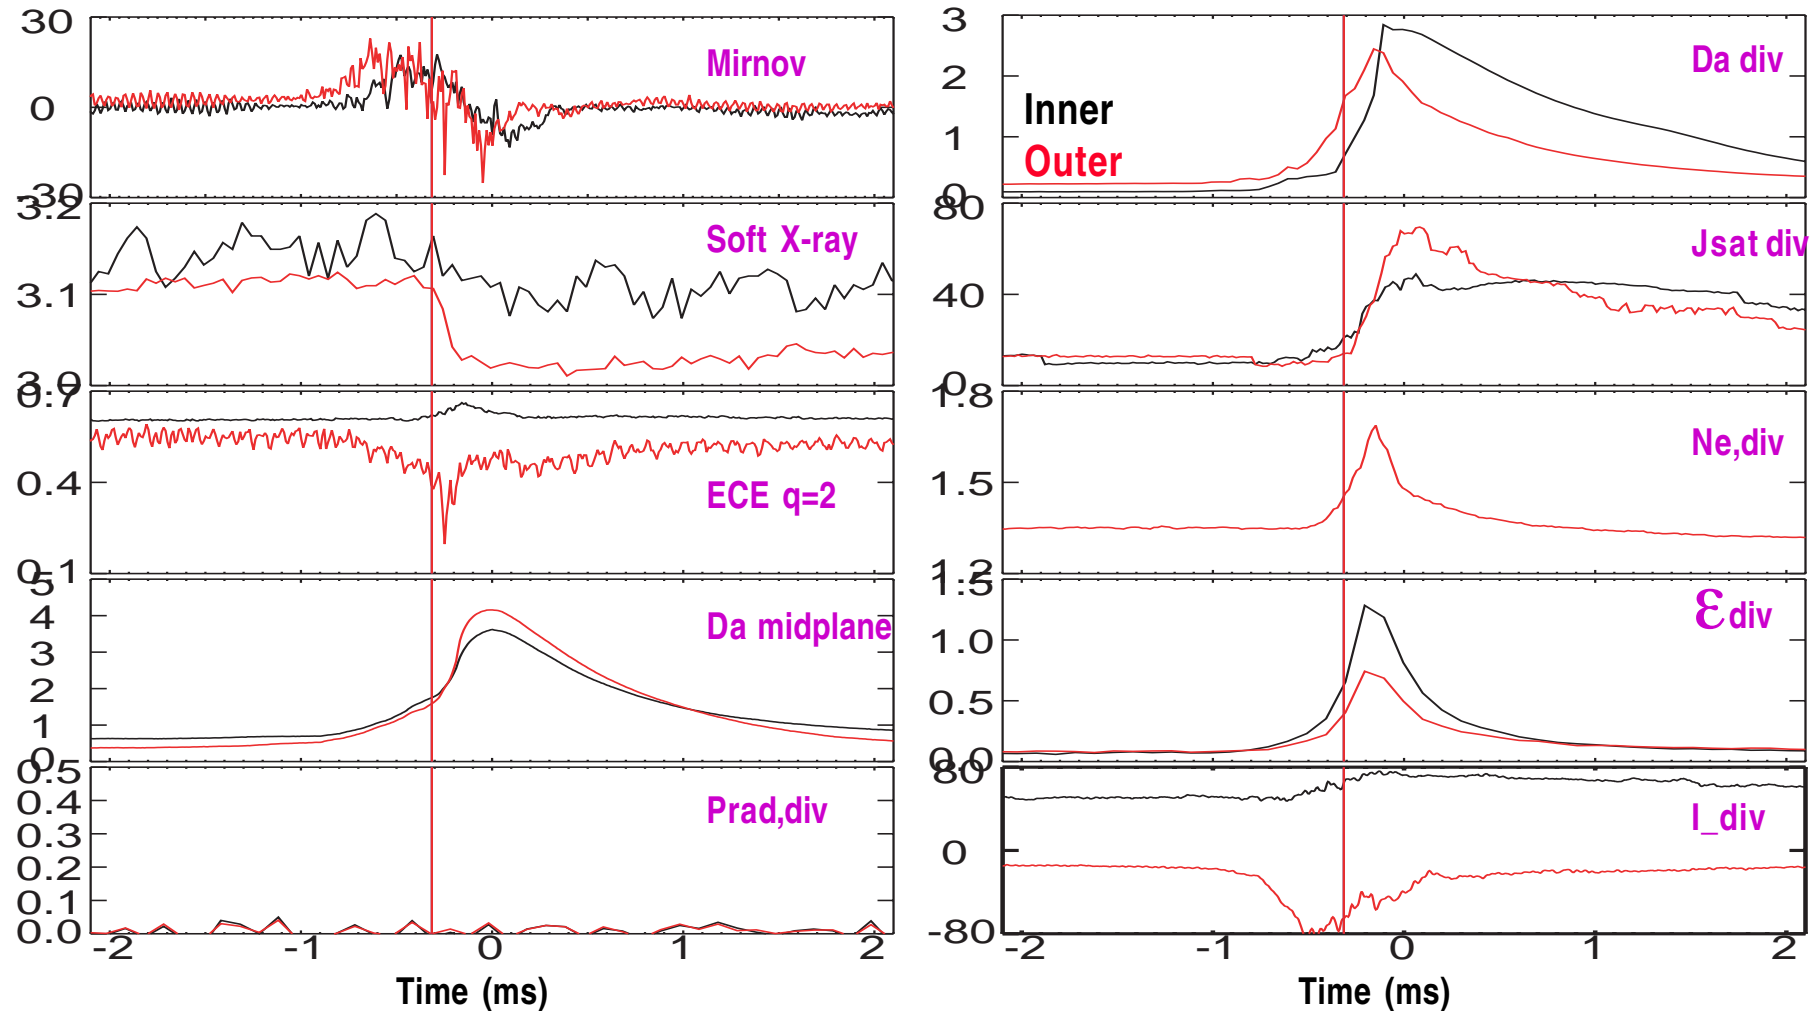 30
0
-30
Mirnov
3.2
3.1
3.0
Soft X-ray
0.7
0.4
0.1
ECE q=2
5
4
3
2
1
0
Da midplane
0.5
0.4
0.3
0.2
0.1
0.0
Prad,div
-2 -1 0 1 2
Time (ms)
3
2
1
0
Da div
Inner
Outer
80
40
0
Jsat div
1.8
1.5
1.2
Ne,div
1.5
1.0
0.5
0.0
ε div
80
0
-80
I_div
-2 -1 0 1 2
Time (ms)